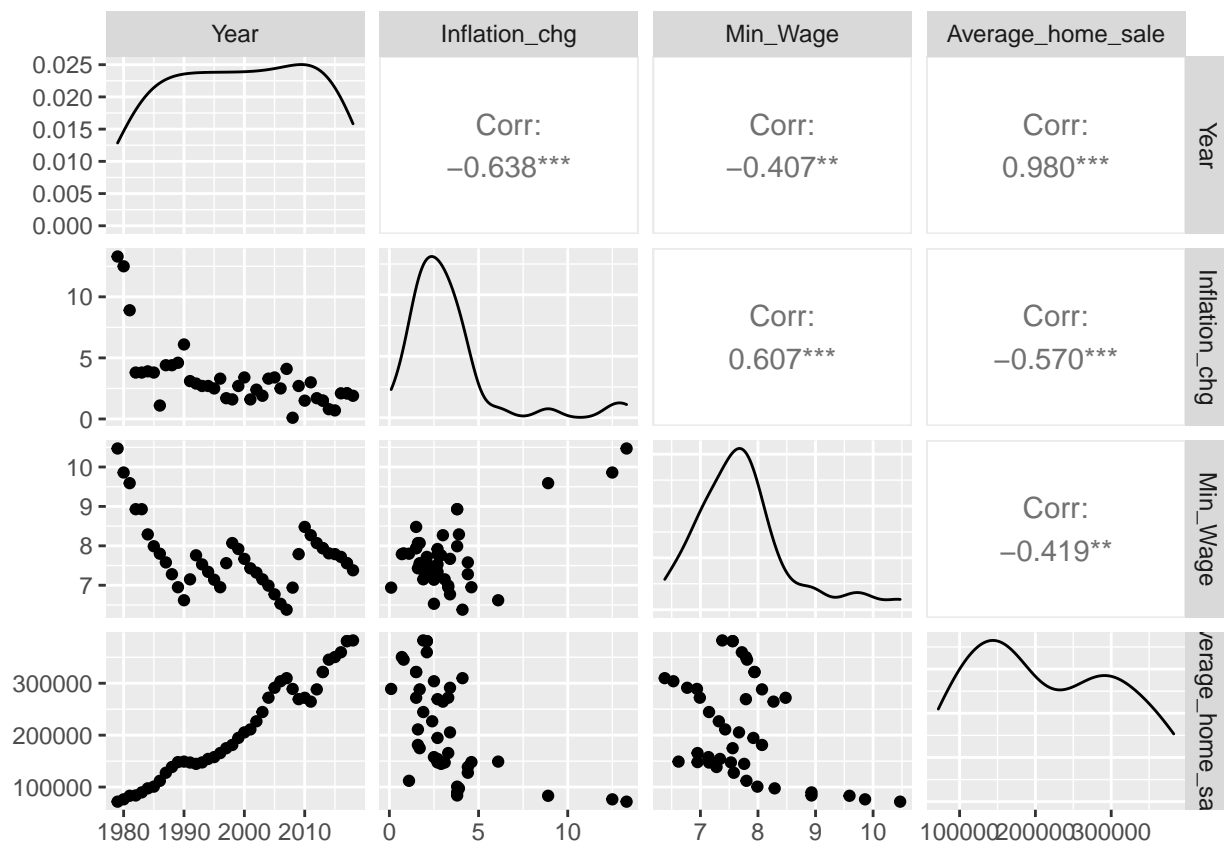 Year Inflation_chg Min_Wage Average_home_sale
0.025
0.020
0.015
0.010
0.005
0.000
Corr:
−0.638***
Corr:
−0.407**
Corr:
0.980***
Year
10
5
0
Corr:
0.607***
Corr:
−0.570***
Inflation_chg
10
9
8
7
Corr:
−0.419**
Min_Wage
300000
200000
100000
verage_home_sa
1980 1990 2000 2010
0 5 10
7 8 9 10
100000 200000 300000